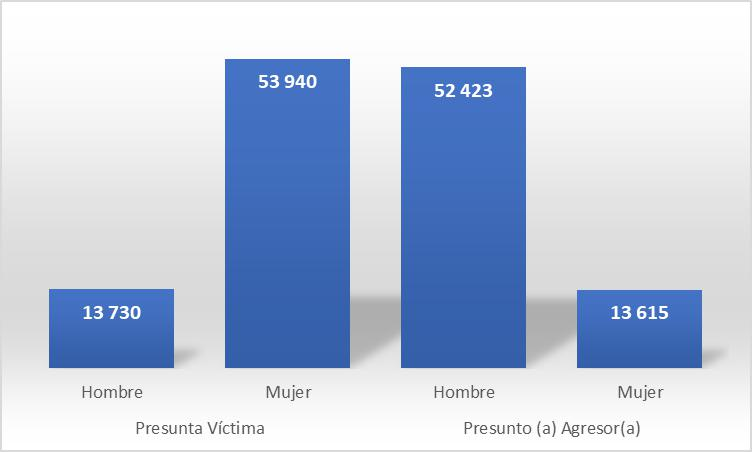 53 940
52 423
13 730
13 615
Hombre
Mujer
Hombre
Mujer
Presunta Víctima
Presunto (a) Agresor(a)